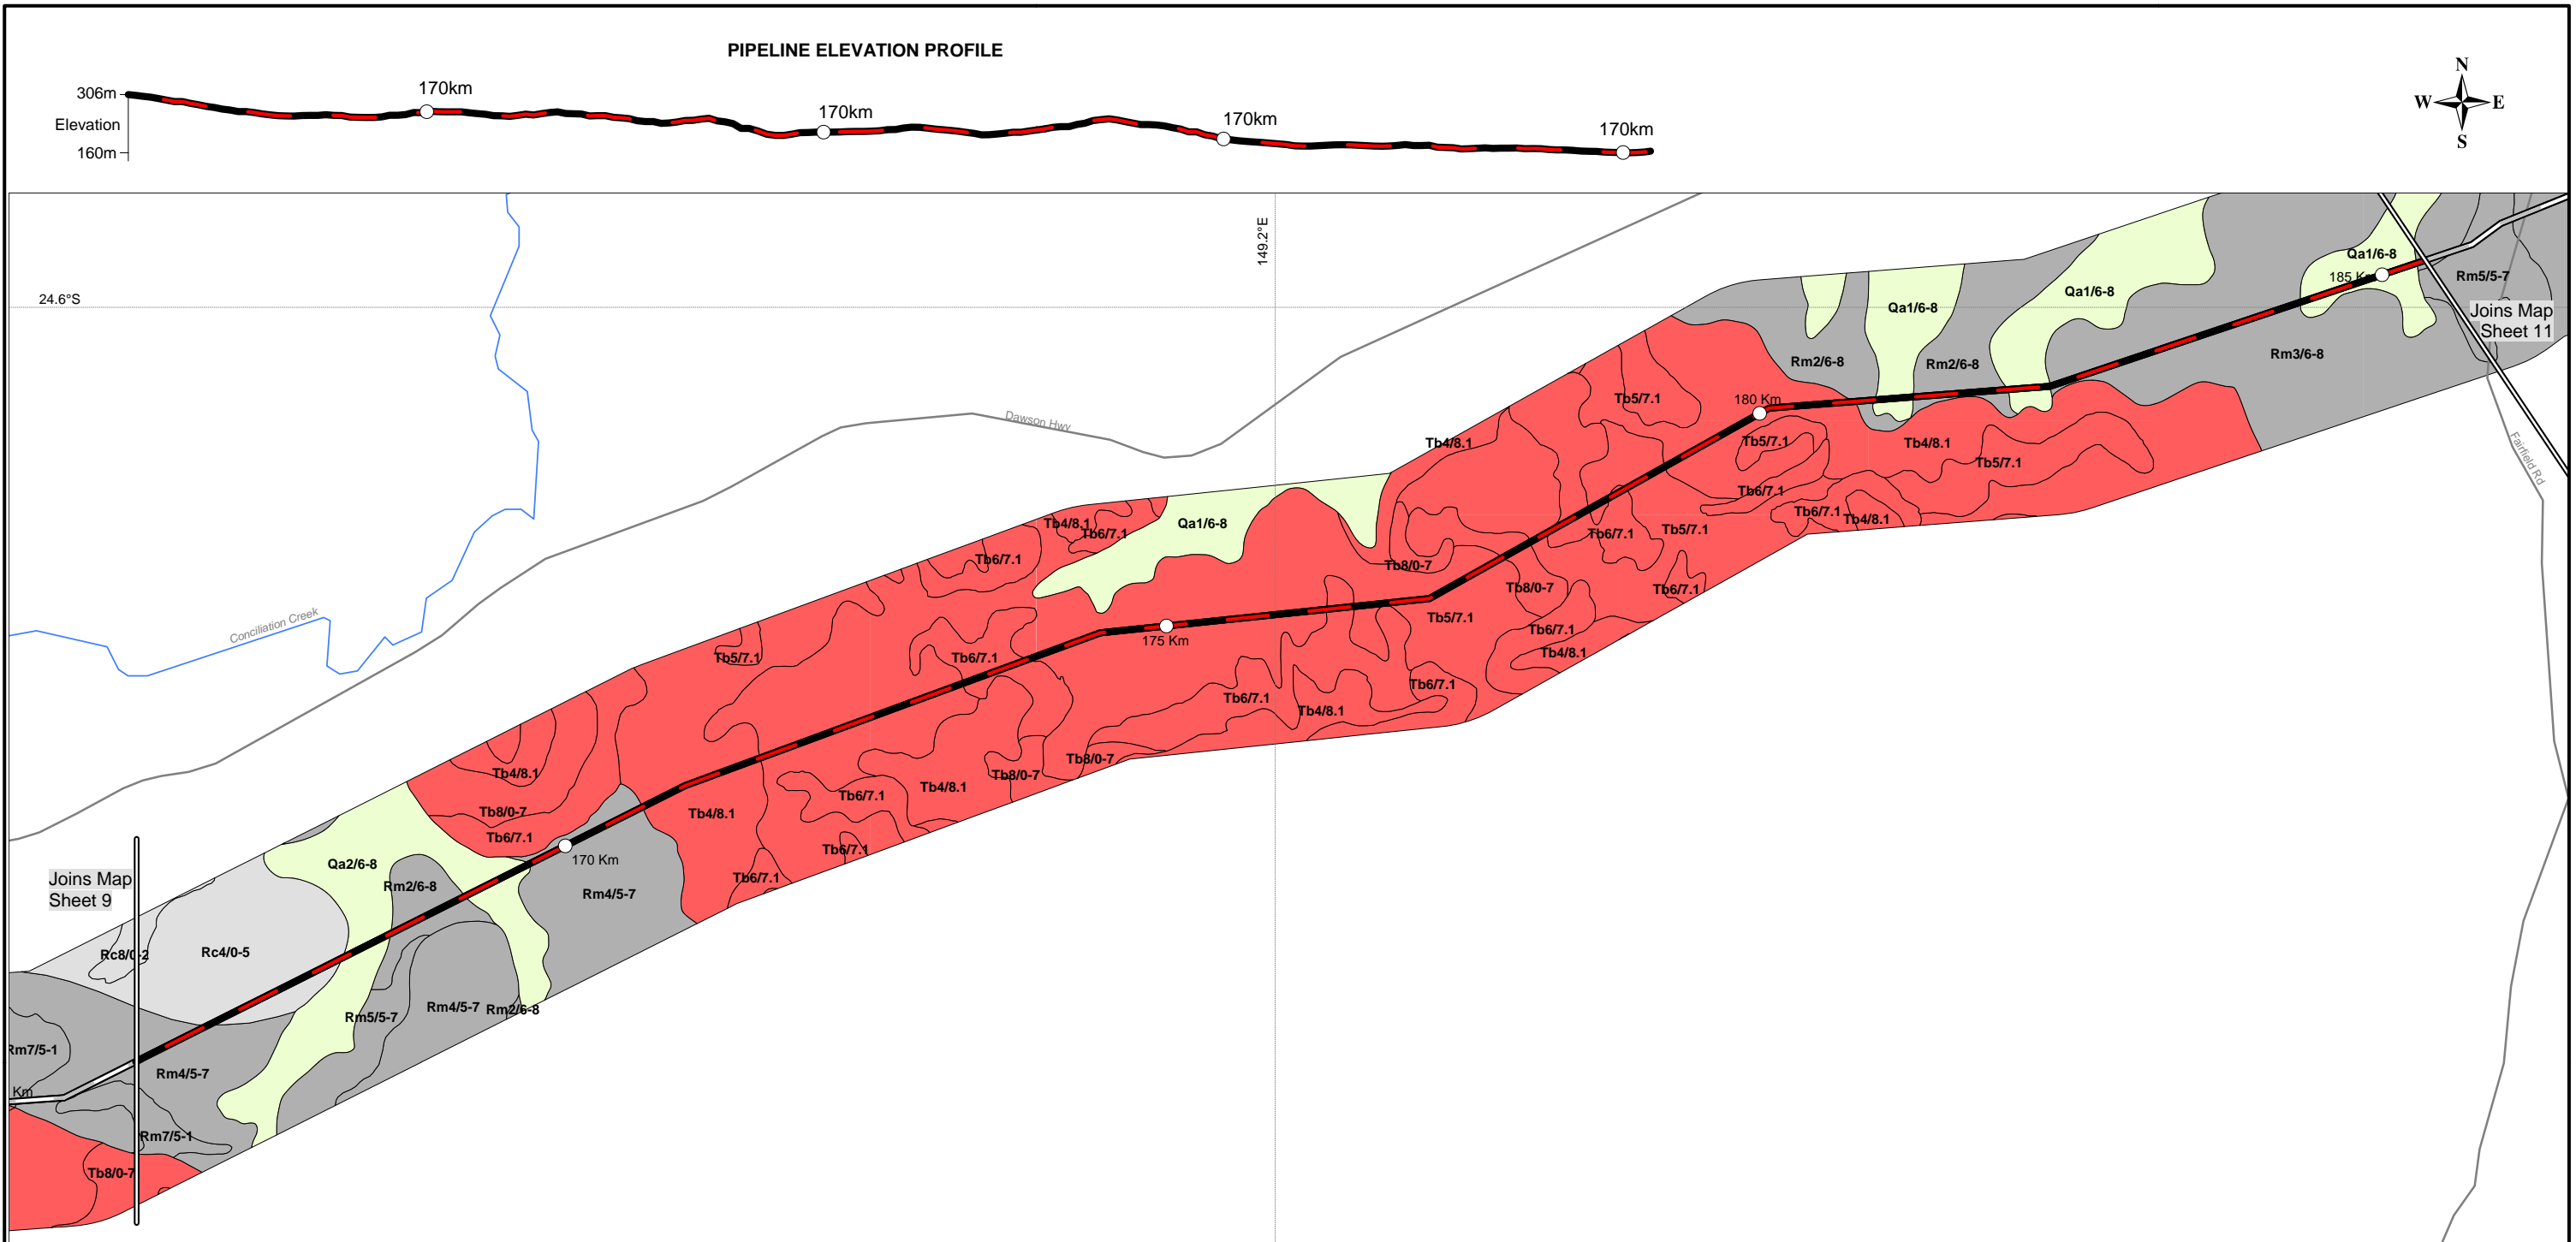 PIPELINE ELEVATION PROFILE
306m
Elevation
160m
170km
170km
170km
170km
N
W
E
S
149.2°E
24.6°S
Dawson Hwy
Conciliation Creek
Fairfield Rd
Qa1/6-8
185 Km
Rm5/5-7
Joins Map
Sheet 11
Qa1/6-8
Qa1/6-8
Rm2/6-8
Rm2/6-8
Rm3/6-8
Tb5/7.1
180 Km
Tb4/8.1
Tb5/7.1
Tb4/8.1
Tb5/7.1
Tb6/7.1
Tb6/7.1
Tb4/8.1
Tb4/8.1
Tb6/7.1
Qa1/6-8
Tb6/7.1
Tb5/7.1
Tb6/7.1
Tb8/0-7
Tb8/0-7
Tb6/7.1
Tb5/7.1
Tb6/7.1
Tb4/8.1
175 Km
Tb5/7.1
Tb6/7.1
Tb6/7.1
Tb6/7.1
Tb4/8.1
Tb8/0-7
Tb8/0-7
Tb4/8.1
Tb6/7.1
Tb4/8.1
Tb6/7.1
Tb6/7.1
Tb4/8.1
Tb8/0-7
Tb6/7.1
170 Km
Qa2/6-8
Rm2/6-8
Rm4/5-7
Joins Map
Sheet 9
Rc8/0-2
Rc4/0-5
Rm5/5-7
Rm4/5-7
Rm2/6-8
Rm7/5-1
Rm4/5-7
Km
Rm7/5-1
Tb8/0-7